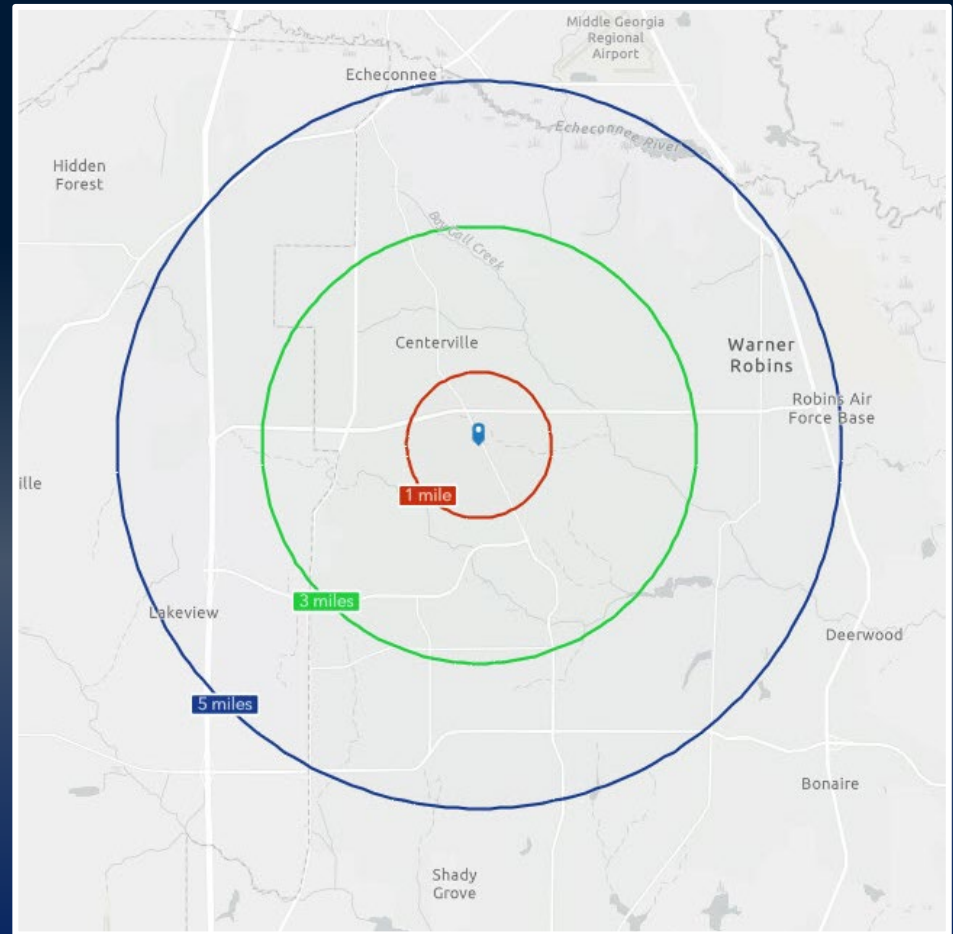 Middle Georgia
Regional
Airport
Echeconnee
Echeconnee River
Hidden
Forest
Bay Gall Creek
Centerville
Warner
Robins
Robins Air
Force Base
ille
1 mile
3 miles
Lakeview
Deerwood
5 miles
Bonaire
Shady
Grove